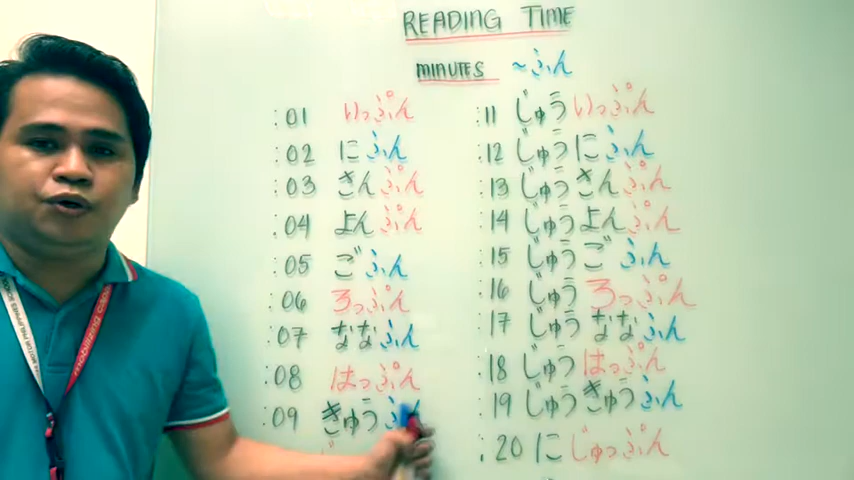 READING TIME
MINUTES ~ふん
:01 いっぷん
:02 にふん
:03 さんぷん
:04 よんぷん
:05 ごふん
:06 ろっぷん
:07 ななふん
:08 はっぷん
:09 きゅうふん
:11 じゅういっぷん
:12 じゅうにふん
:13 じゅうさんぷん
:14 じゅうよんぷん
:15 じゅうごふん
:16 じゅうろっぷん
:17 じゅうななふん
:18 じゅうはっぷん
:19 じゅうきゅうふん
:20 にじゅっぷん